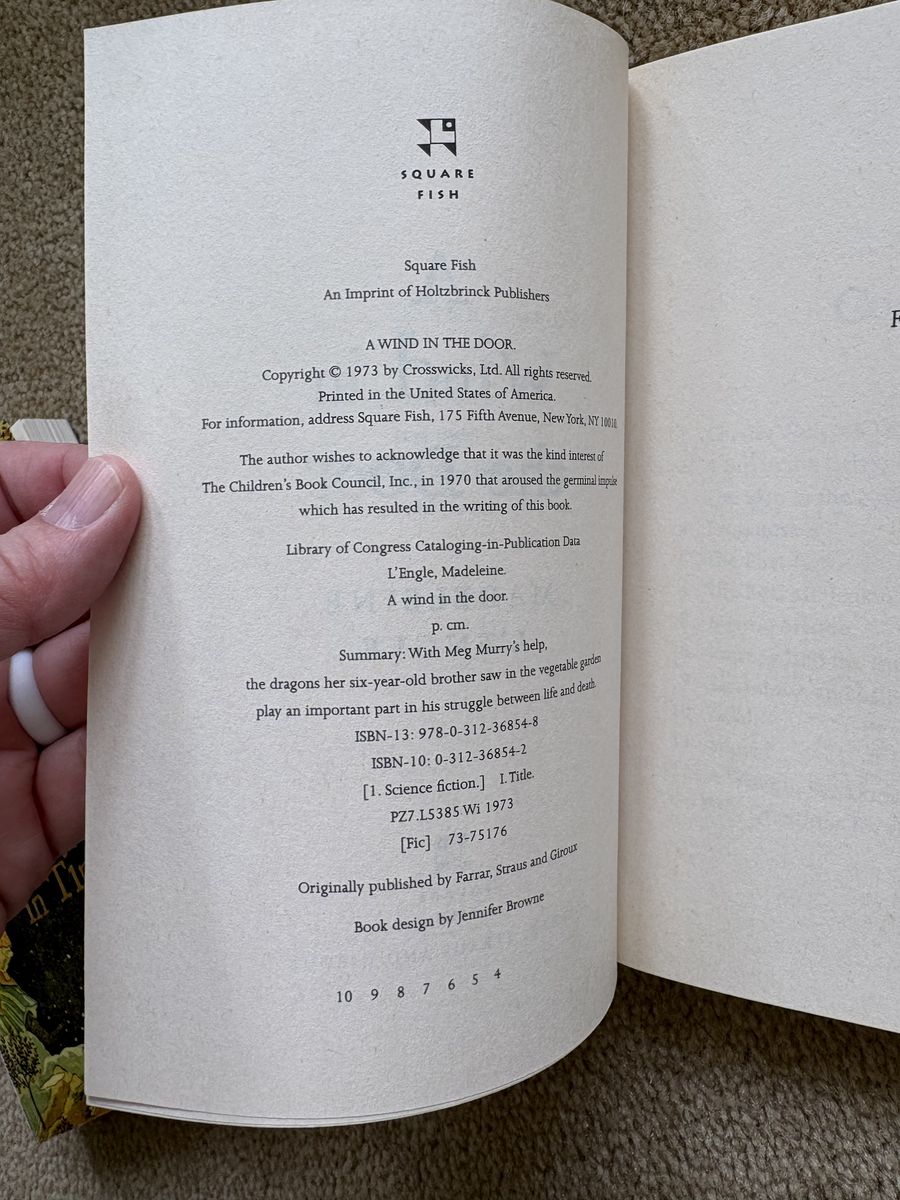 SQUARE
FISH
Square Fish
An Imprint of Holtzbrinck Publishers
A WIND IN THE DOOR.
Copyright © 1973 by Crosswicks, Ltd. All rights reserved.
Printed in the United States of America.
For information, address Square Fish, 175 Fifth Avenue, New York, NY 10010.
The author wishes to acknowledge that it was the kind interest of
The Children's Book Council, Inc., in 1970 that aroused the germinal impulse
which has resulted in the writing of this book.
Library of Congress Cataloging-in-Publication Data
L'Engle, Madeleine.
A wind in the door.
p. cm.
Summary: With Meg Murry's help,
the dragons her six-year-old brother saw in the vegetable garden
play an important part in his struggle between life and death.
ISBN-13: 978-0-312-36854-8
ISBN-10: 0-312-36854-2
[1. Science fiction.] I. Title.
PZ7.L5385 Wi 1973
[Fic] 73-75176
Originally published by Farrar, Straus and Giroux
Book design by Jennifer Browne
10 9 8 7 6 5 4
F
in Ti